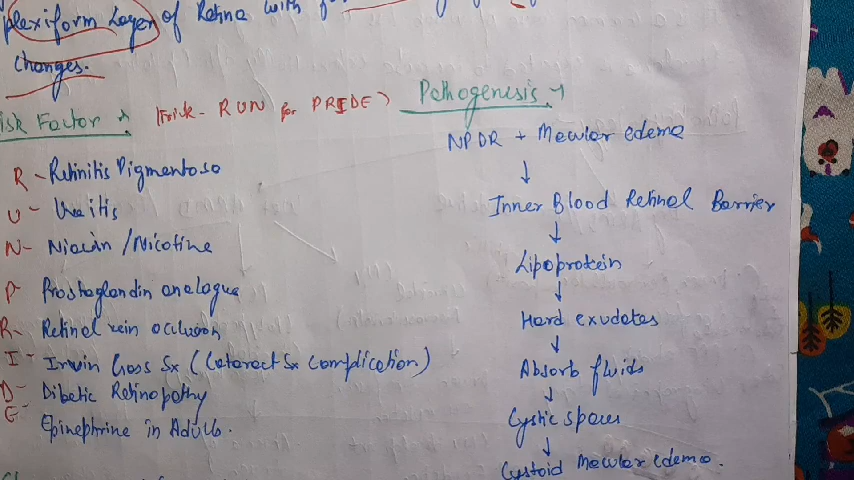 plexiform Layer of Retina with
changes.
isk Factor (Trick - RUN for PRIDE)
R - Retinitis Pigmentosa
U - Uveitis
N - Niacin / Nicotine
P - Prostaglandin analogue
R - Retinal vein occlusion
I - Irwin Gass Sx (Cataract Sx complication)
D - Dibetic Retinopathy
E - Epinephrine in Adults.
Pathogenesis
NPDR + Macular edema
↓
Inner Blood Retinal Barrier
↓
Lipoprotein
↓
Hard exudates
↓
Absorb fluids
↓
Cystic spaces
↓
Cystoid Macular Edema.